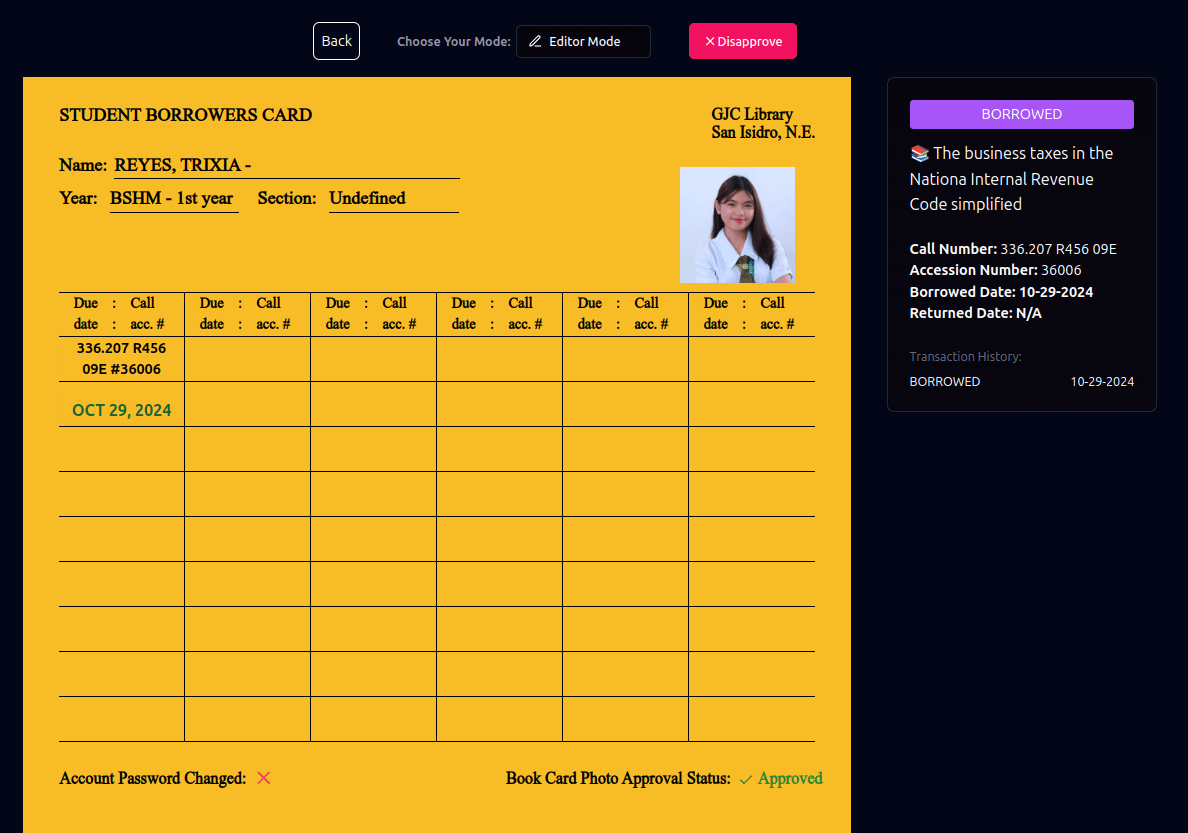 Back
Choose Your Mode: Editor Mode
Disapprove
STUDENT BORROWERS CARD
GJC Library
San Isidro, N.E.
Name: REYES, TRIXIA -
Year: BSHM - 1st year Section: Undefined
Due : Call Due : Call Due : Call Due : Call Due : Call Due : Call
date : acc. # date : acc. # date : acc. # date : acc. # date : acc. # date : acc. #
336.207 R456
09E #36006
OCT 29, 2024
Account Password Changed:
Book Card Photo Approval Status: ✓ Approved
BORROWED
📚 The business taxes in the
Nationa Internal Revenue
Code simplified
Call Number: 336.207 R456 09E
Accession Number: 36006
Borrowed Date: 10-29-2024
Returned Date: N/A
Transaction History:
BORROWED 10-29-2024